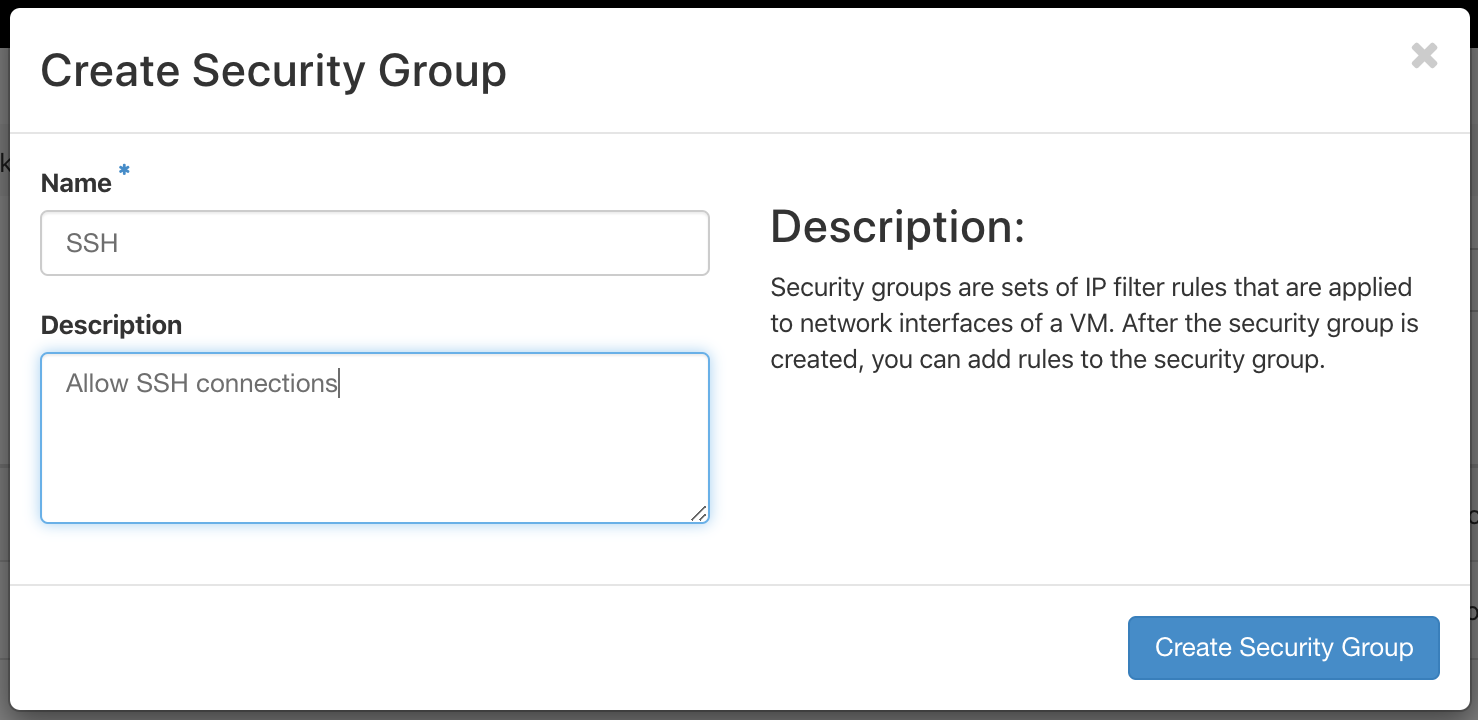 Create Security Group
Name *
SSH
Description
Allow SSH connections
Description:
Security groups are sets of IP filter rules that are applied
to network interfaces of a VM. After the security group is
created, you can add rules to the security group.
Create Security Group